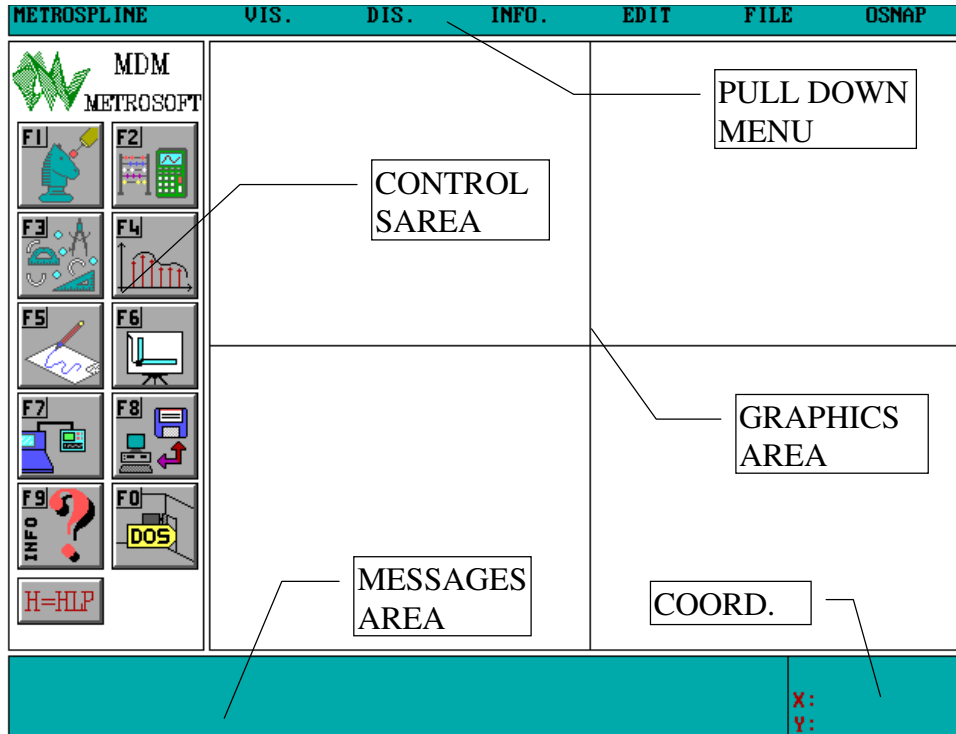 METROSPLINE VIS. DIS. INFO. EDIT FILE OSNAP
MDM
METROSOFT
PULL DOWN
MENU
F1 F2
CONTROL
SAREA
F3 F4
F5 F6
F7 F8
GRAPHICS
AREA
F9 INFO F0 DOS
MESSAGES
AREA
H=HLP
COORD.
X:
Y: